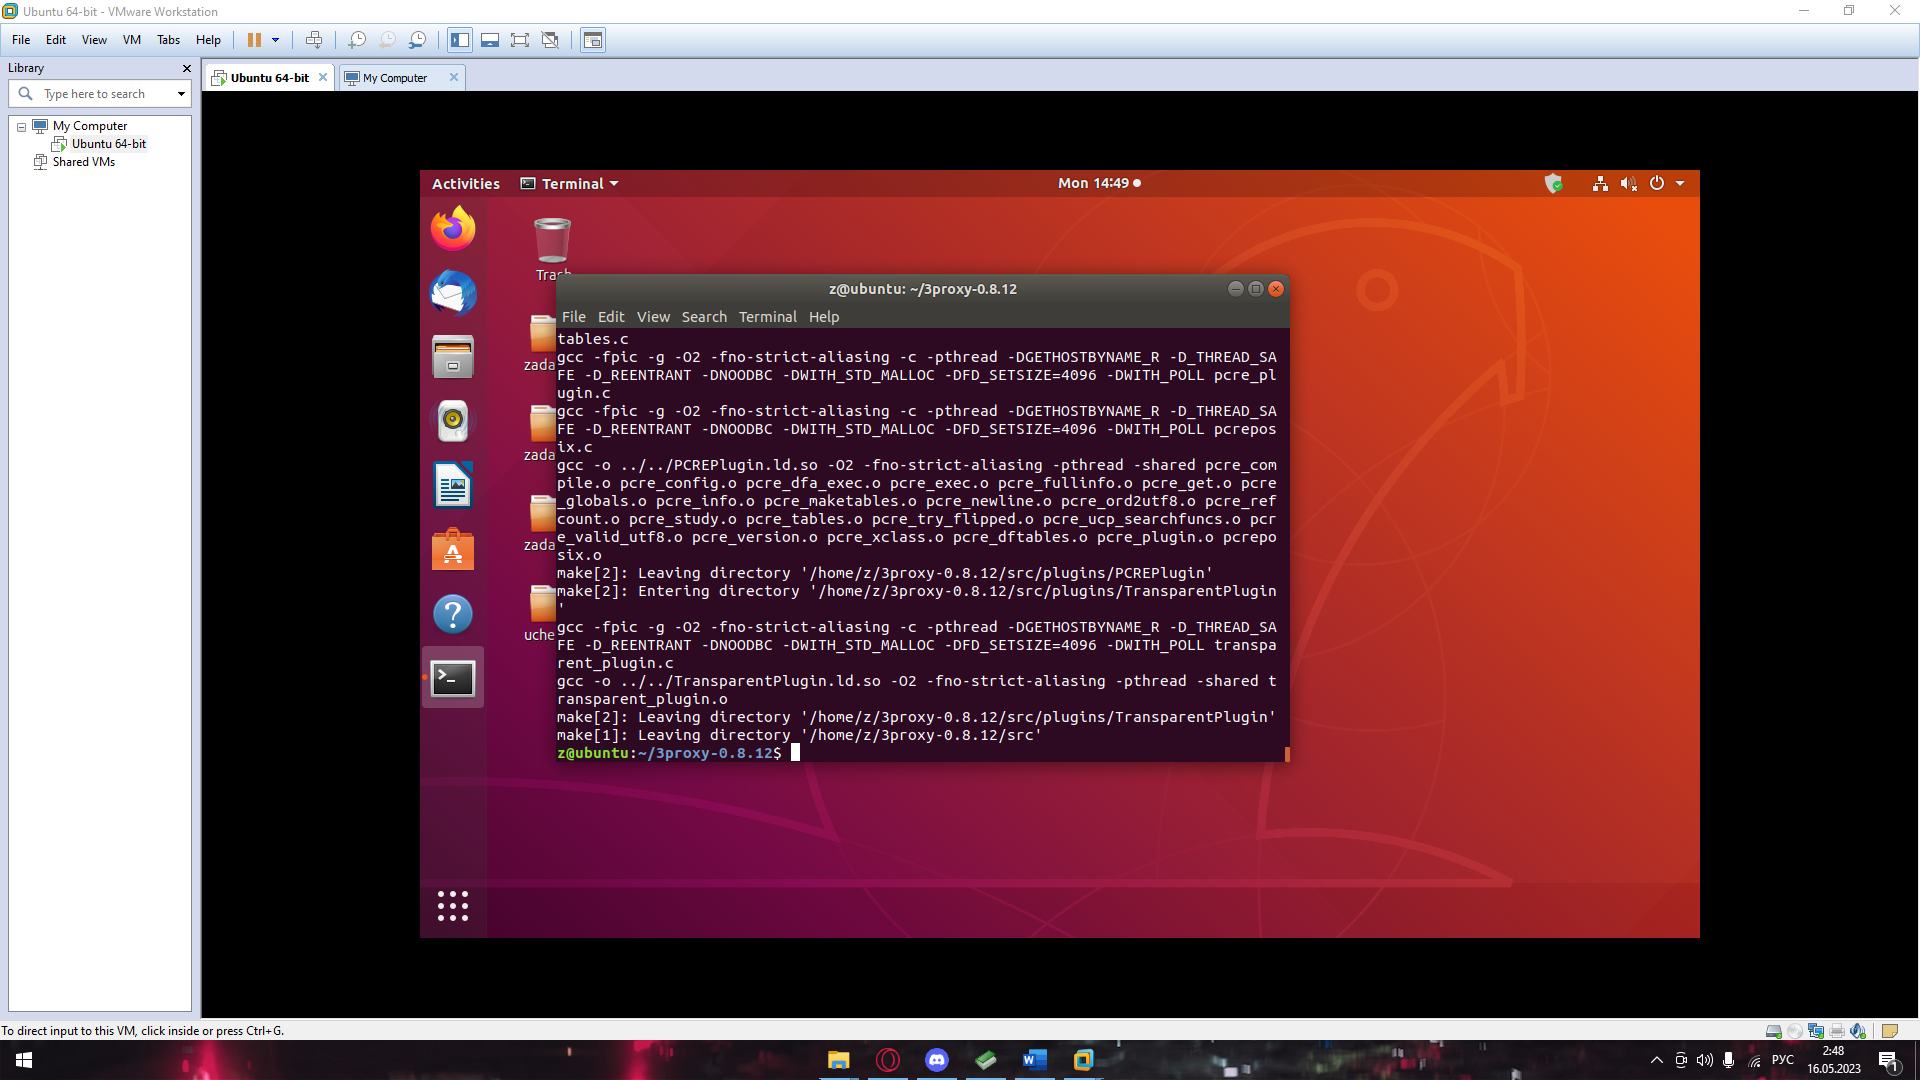 Ubuntu 64-bit - VMware Workstation
File Edit View VM Tabs Help
Library
Type here to search
My Computer
Ubuntu 64-bit
Shared VMs
Ubuntu 64-bit
My Computer
Activities
Terminal
Mon 14:49
Trash
zada
zada
zada
uche
z@ubuntu: ~/3proxy-0.8.12
File Edit View Search Terminal Help
tables.c
gcc -fpic -g -O2 -fno-strict-aliasing -c -pthread -DGETHOSTBYNAME_R -D_THREAD_SA
FE -D_REENTRANT -DNOODBC -DWITH_STD_MALLOC -DFD_SETSIZE=4096 -DWITH_POLL pcre_pl
ugin.c
gcc -fpic -g -O2 -fno-strict-aliasing -c -pthread -DGETHOSTBYNAME_R -D_THREAD_SA
FE -D_REENTRANT -DNOODBC -DWITH_STD_MALLOC -DFD_SETSIZE=4096 -DWITH_POLL pcrepos
ix.c
gcc -o ../../PCREPlugin.ld.so -O2 -fno-strict-aliasing -pthread -shared pcre_com
pile.o pcre_config.o pcre_dfa_exec.o pcre_exec.o pcre_fullinfo.o pcre_get.o pcre
_globals.o pcre_info.o pcre_maketables.o pcre_newline.o pcre_ord2utf8.o pcre_ref
count.o pcre_study.o pcre_tables.o pcre_try_flipped.o pcre_ucp_searchfuncs.o pcr
e_valid_utf8.o pcre_version.o pcre_xclass.o pcre_dftables.o pcre_plugin.o pcrepo
six.o
make[2]: Leaving directory '/home/z/3proxy-0.8.12/src/plugins/PCREPlugin'
make[2]: Entering directory '/home/z/3proxy-0.8.12/src/plugins/TransparentPlugin
'
gcc -fpic -g -O2 -fno-strict-aliasing -c -pthread -DGETHOSTBYNAME_R -D_THREAD_SA
FE -D_REENTRANT -DNOODBC -DWITH_STD_MALLOC -DFD_SETSIZE=4096 -DWITH_POLL transpa
rent_plugin.c
gcc -o ../../TransparentPlugin.ld.so -O2 -fno-strict-aliasing -pthread -shared t
ransparent_plugin.o
make[2]: Leaving directory '/home/z/3proxy-0.8.12/src/plugins/TransparentPlugin'
make[1]: Leaving directory '/home/z/3proxy-0.8.12/src'
z@ubuntu:~/3proxy-0.8.12$
To direct input to this VM, click inside or press Ctrl+G.
РУС
2:48
16.05.2023
1